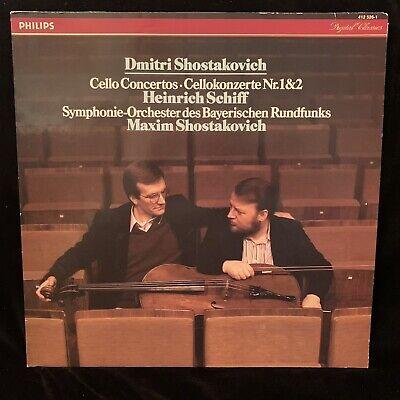 PHILIPS
412 526-1
Digital Classics
Dmitri Shostakovich
Cello Concertos·Cellokonzerte Nr.1&2
Heinrich Schiff
Symphonie-Orchester des Bayerischen Rundfunks
Maxim Shostakovich